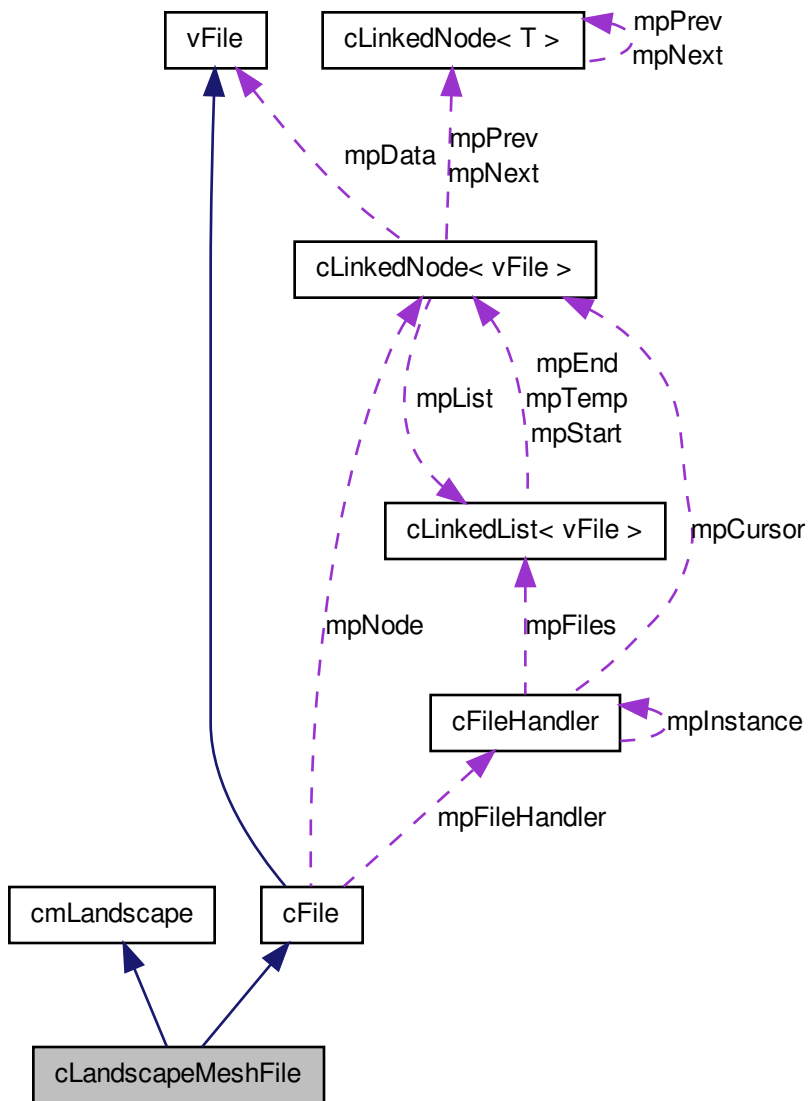 vFile
cLinkedNode< T >
mpPrev
mpNext
mpData
mpPrev
mpNext
cLinkedNode< vFile >
mpList
mpEnd
mpTemp
mpStart
cLinkedList< vFile >
mpCursor
mpNode
mpFiles
cFileHandler
mpInstance
mpFileHandler
cmLandscape
cFile
cLandscapeMeshFile